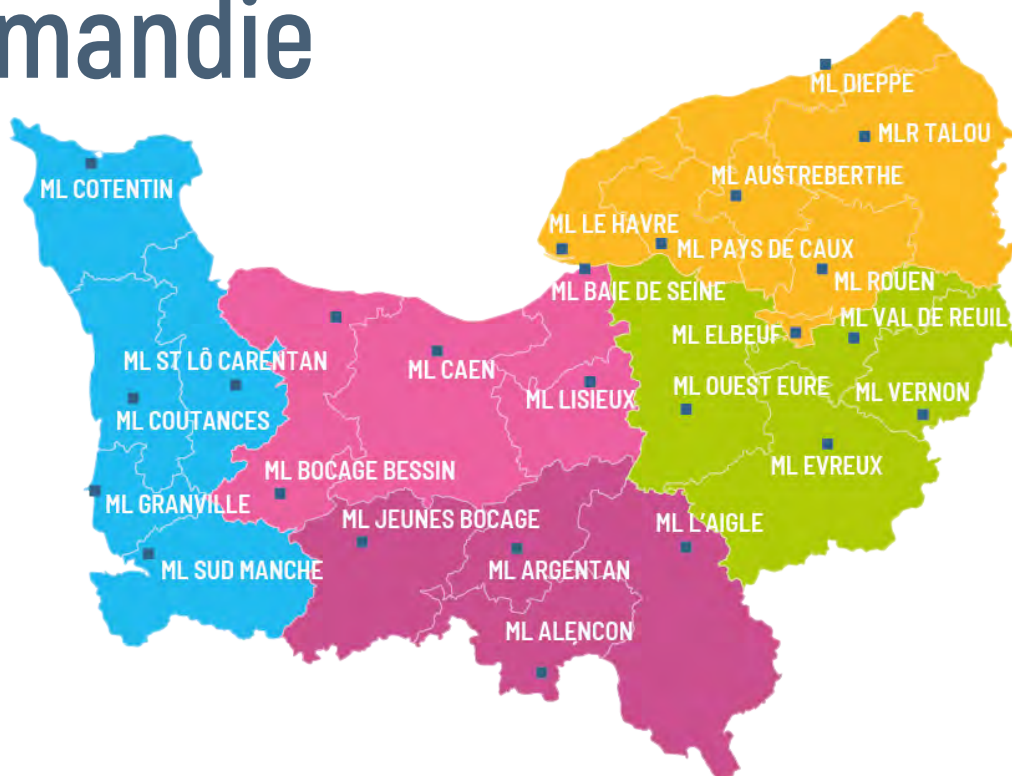 mandie
ML DIEPPE
MLR TALOU
ML AUSTREBERTHE
ML COTENTIN
ML LE HAVRE
ML PAYS DE CAUX
ML ROUEN
ML BAIE DE SEINE
ML VAL DE REUIL
ML ELBEUF
ML ST LÔ CARENTAN
ML CAEN
ML OUEST EURE
ML VERNON
ML LISIEUX
ML COUTANCES
ML EVREUX
ML BOCAGE BESSIN
ML GRANVILLE
ML JEUNES BOCAGE
ML L'AIGLE
ML SUD MANCHE
ML ARGENTAN
ML ALENÇON